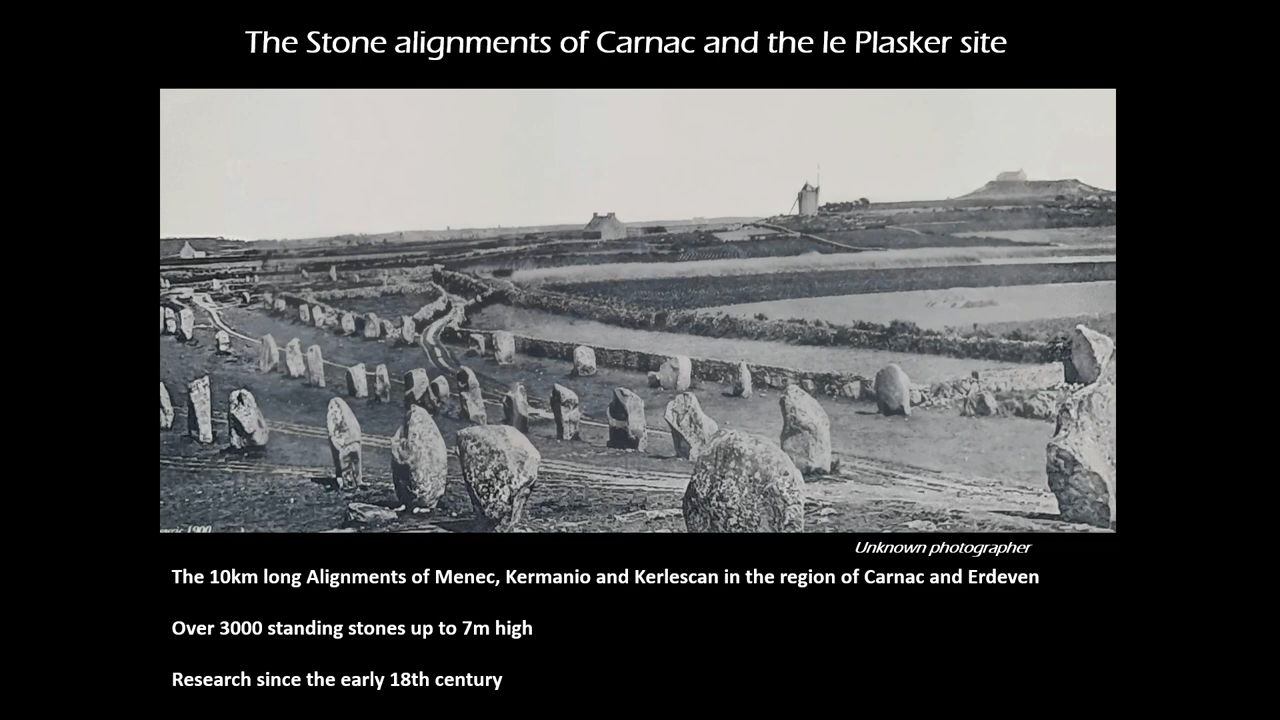 The Stone alignments of Carnac and the le Plasker site
1900
Unknown photographer
The 10km long Alignments of Menec, Kermanio and Kerlescan in the region of Carnac and Erdeven
Over 3000 standing stones up to 7m high
Research since the early 18th century